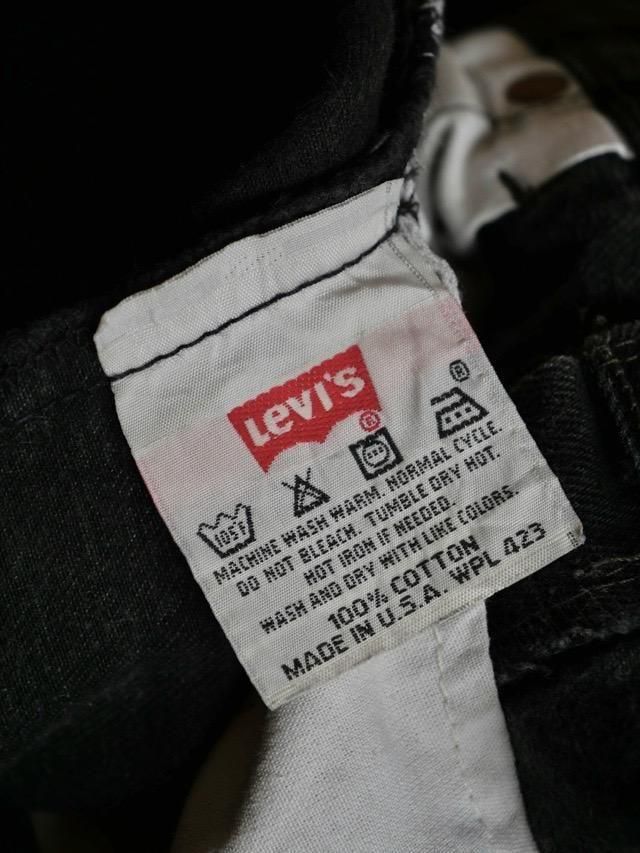 Levi's
®
®
105F
MACHINE WASH WARM. NORMAL CYCLE.
DO NOT BLEACH. TUMBLE DRY HOT.
HOT IRON IF NEEDED.
WASH AND DRY WITH LIKE COLORS.
100% COTTON
MADE IN U.S.A. WPL 423